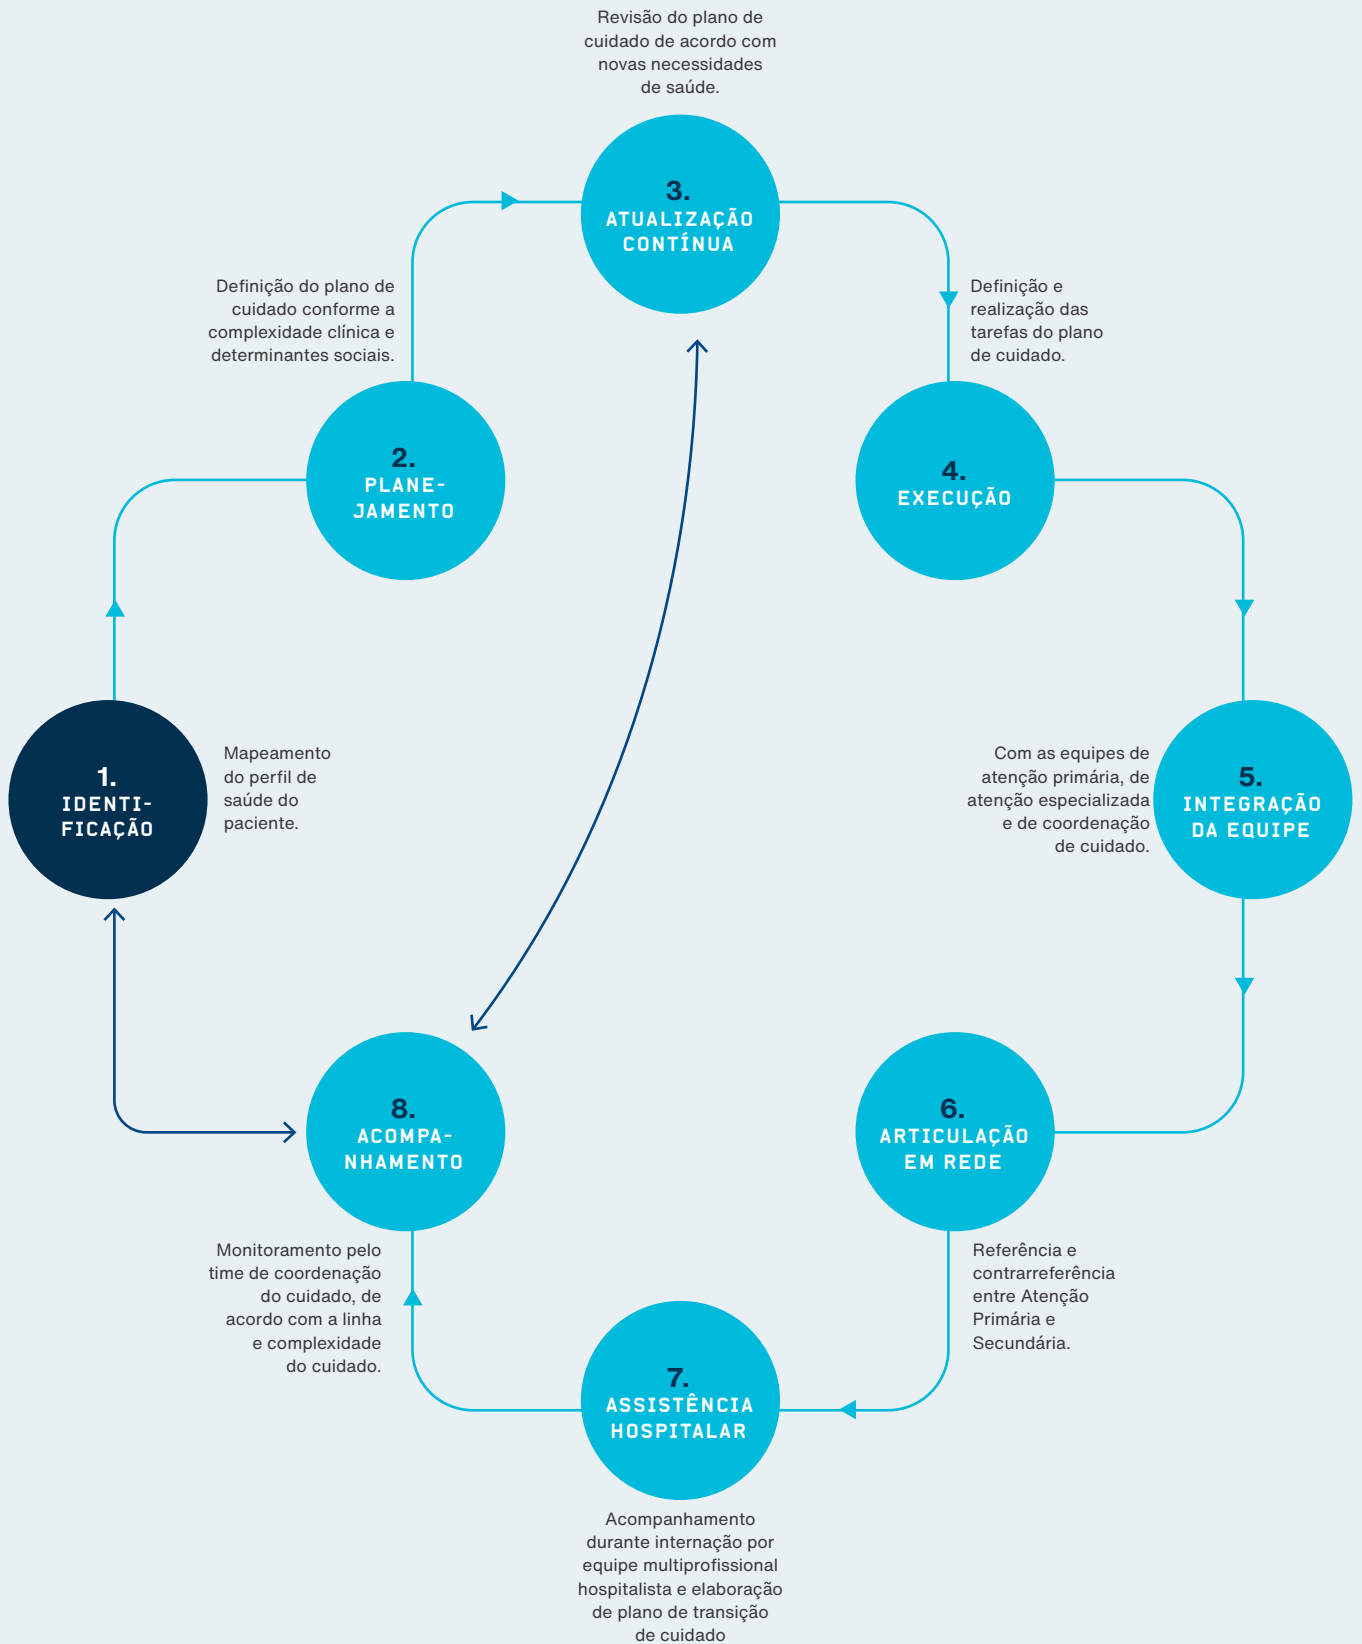 Revisão do plano de
cuidado de acordo com
novas necessidades
de saúde.
3.
ATUALIZAÇÃO
CONTÍNUA
Definição do plano de
cuidado conforme a
complexidade clínica e
determinantes sociais.
Definição e
realização das
tarefas do plano
de cuidado.
2.
PLANE-
JAMENTO
4.
EXECUÇÃO
1.
IDENTI-
FICAÇÃO
Mapeamento
do perfil de
saúde do
paciente.
Com as equipes de
atenção primária, de
atenção especializada
e de coordenação
de cuidado.
5.
INTEGRAÇÃO
DA EQUIPE
8.
ACOMPA-
NHAMENTO
6.
ARTICULAÇÃO
EM REDE
Monitoramento pelo
time de coordenação
do cuidado, de
acordo com a linha
e complexidade
do cuidado.
Referência e
contrarreferência
entre Atenção
Primária e
Secundária.
7.
ASSISTÊNCIA
HOSPITALAR
Acompanhamento
durante internação por
equipe multiprofissional
hospitalista e elaboração
de plano de transição
de cuidado